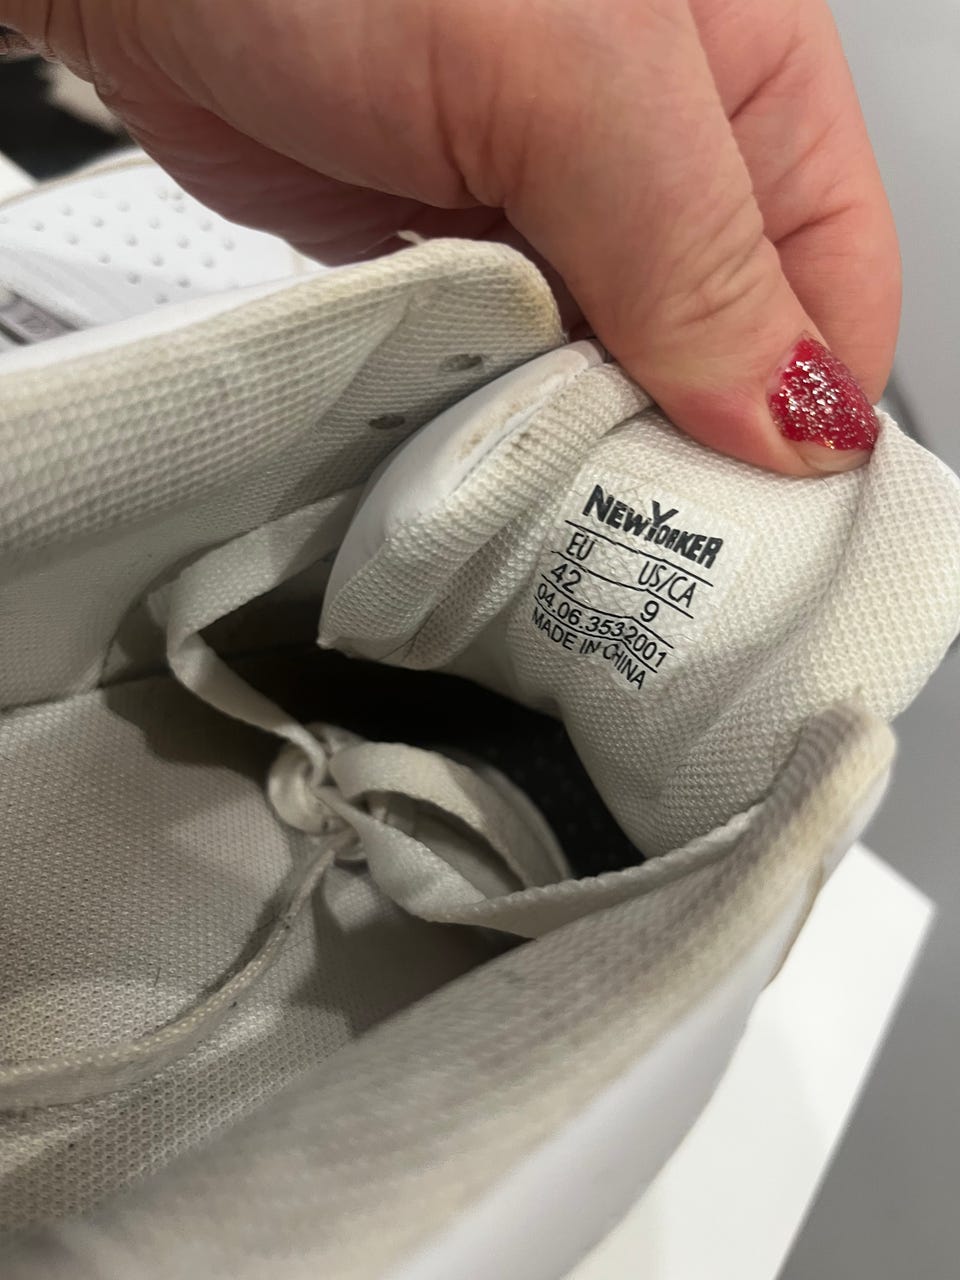 NEWYORKER
EU US/CA
42 9
04.06.3532001
MADE IN CHINA